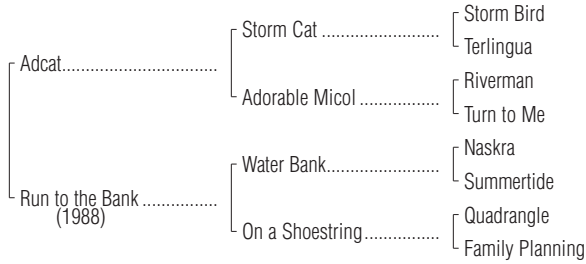 Storm Bird
Storm Cat ............................
Terlingua
Adcat.....................................
Riverman
Adorable Micol ...................
Turn to Me
Naskra
Water Bank...........................
Summertide
Run to the Bank ..................
(1988)
Quadrangle
On a Shoestring..................
Family Planning